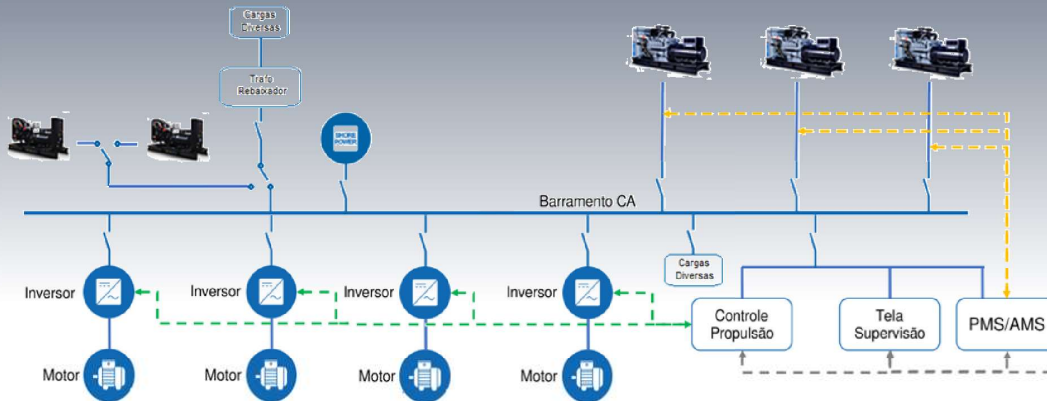 Cargas
Diversas
Trafo
Rebaixador
SHORE
POWER
Barramento CA
Cargas
Diversas
Inversor
Inversor
Inversor
Inversor
Controle
Propulsão
Tela
Supervisão
PMS/AMS
Motor
Motor
Motor
Motor